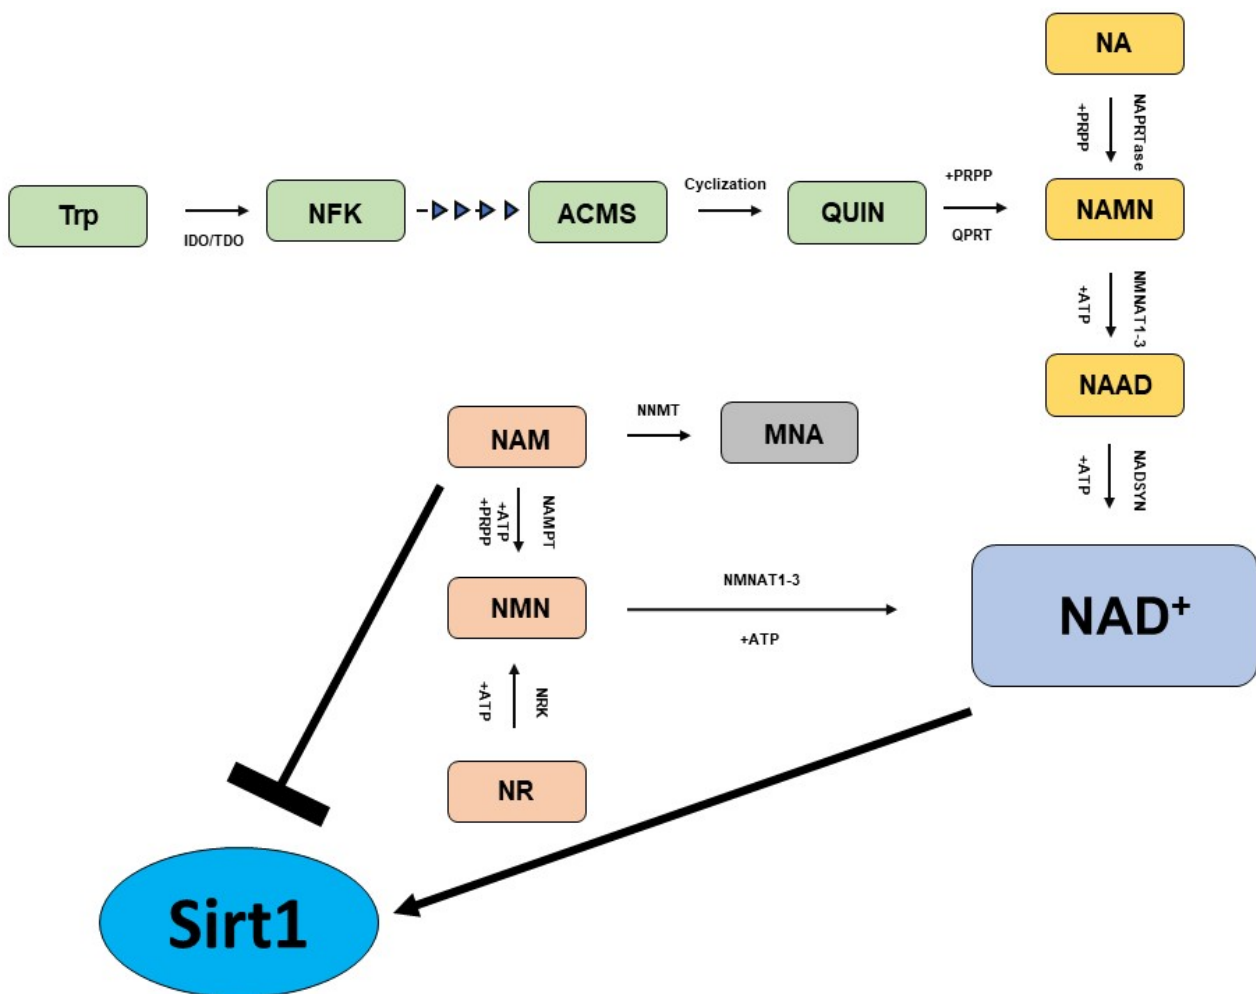 NA
+PRPP
NAPRTase
Trp
IDO/TDO
NFK
ACMS
Cyclization
QUIN
+PRPP
QPRT
NAMN
+ATP
NMNAT1-3
NAAD
+ATP
NADSYN
NAM
NNMT
MNA
+PRPP
+ATP
NAMPT
NMN
NMNAT1-3
+ATP
NAD⁺
+ATP
NRK
NR
Sirt1